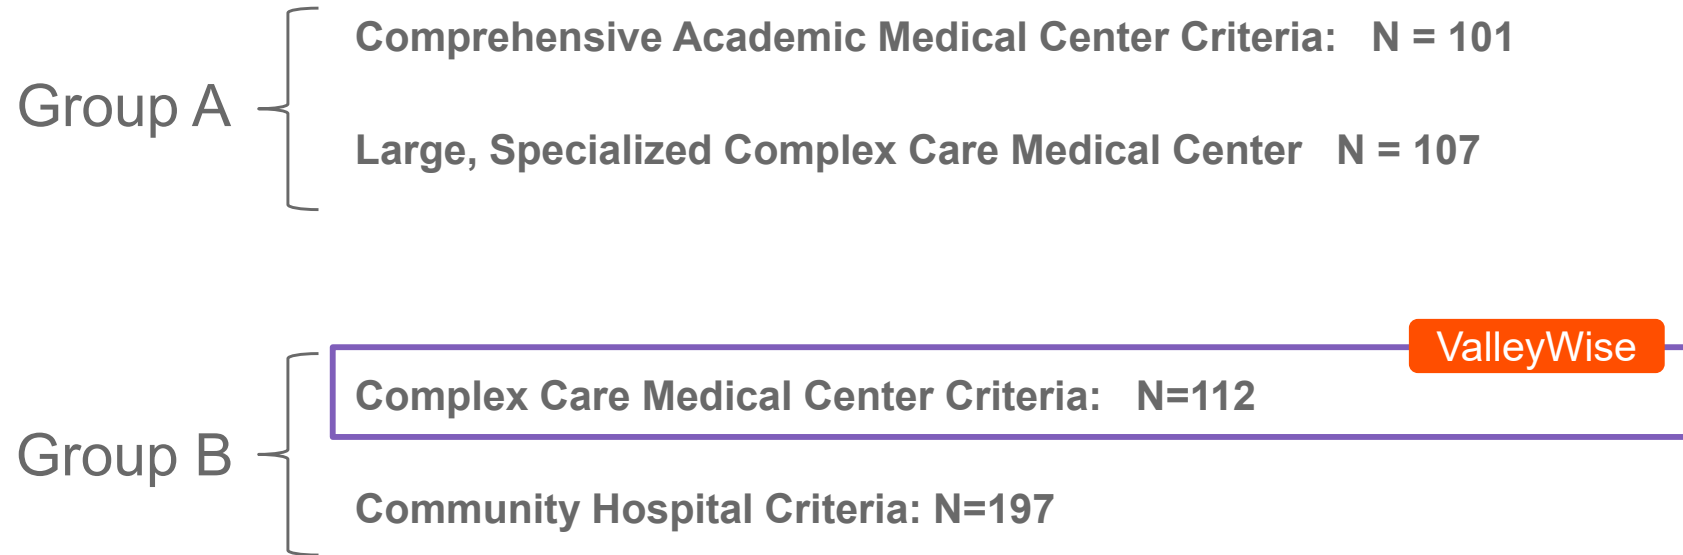 Comprehensive Academic Medical Center Criteria: N = 101
Group A
Large, Specialized Complex Care Medical Center N = 107
ValleyWise
Complex Care Medical Center Criteria: N=112
Group B
Community Hospital Criteria: N=197